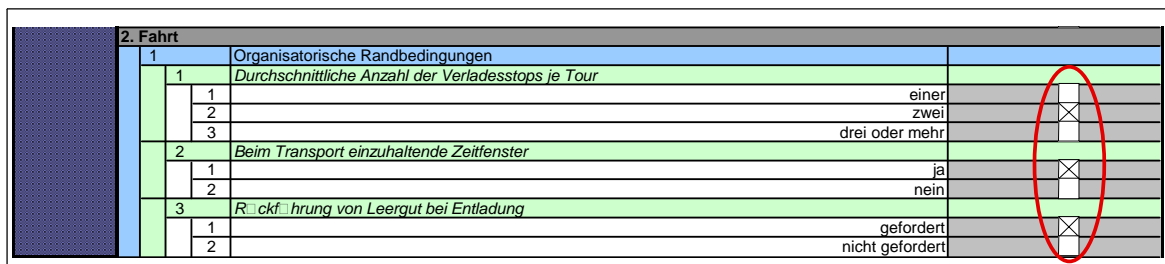 2. Fahrt
1 Organisatorische Randbedingungen
1 Durchschnittliche Anzahl der Verladesstops je Tour
1 einer
2 zwei
3 drei oder mehr
2 Beim Transport einzuhaltende Zeitfenster
1 ja
2 nein
3 R□ckf□hrung von Leergut bei Entladung
1 gefordert
2 nicht gefordert